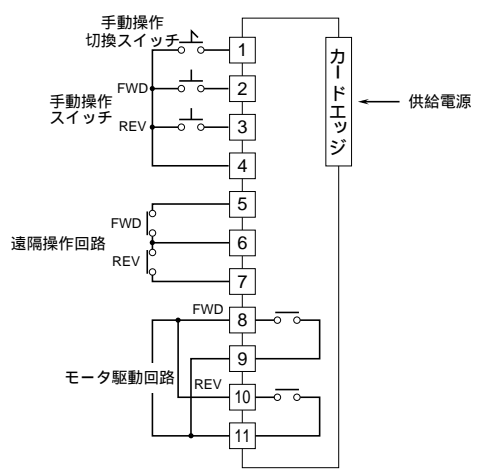 手動操作
切換スイッチ
1
カードエッジ
供給電源
手動操作
スイッチ
FWD
2
REV
3
4
5
FWD
遠隔操作回路
6
REV
7
FWD
8
9
モータ駆動回路
REV
10
11